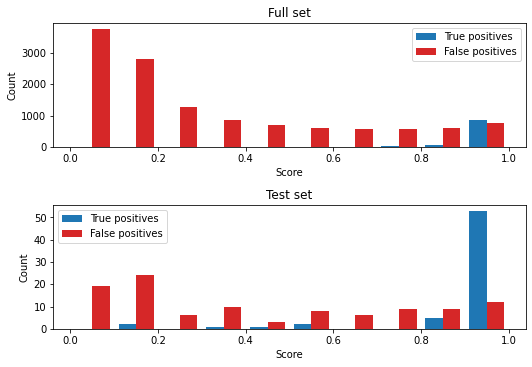 Full set
True positives
False positives
Count
3000
2000
1000
0
0.0 0.2 0.4 0.6 0.8 1.0
Score
Test set
True positives
False positives
Count
50
40
30
20
10
0
0.0 0.2 0.4 0.6 0.8 1.0
Score